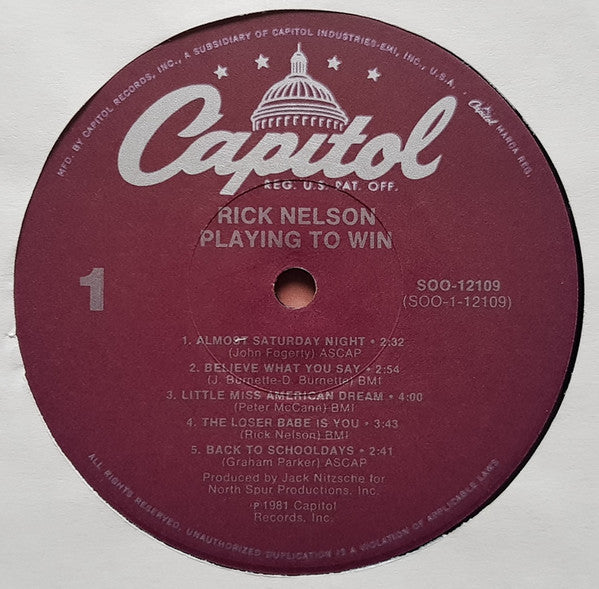 MFD. BY CAPITOL RECORDS, INC., A SUBSIDIARY OF CAPITOL INDUSTRIES-EMI, INC., U.S.A.
Capitol MARCA REG.
Capitol
REG. U.S. PAT. OFF.
RICK NELSON
PLAYING TO WIN
1
SOO-12109
(SOO-1-12109)
1. ALMOST SATURDAY NIGHT • 2:32
(John Fogerty) ASCAP
2. BELIEVE WHAT YOU SAY • 2:54
(J. Burnette-D. Burnette) BMI
3. LITTLE MISS AMERICAN DREAM • 4:00
(Peter McCane) BMI
4. THE LOSER BABE IS YOU • 3:43
(Rick Nelson) BMI
5. BACK TO SCHOOLDAYS • 2:41
(Graham Parker) ASCAP
Produced by Jack Nitzsche for
North Spur Productions, Inc.
℗1981 Capitol
Records, Inc.
ALL RIGHTS RESERVED. UNAUTHORIZED DUPLICATION IS A VIOLATION OF APPLICABLE LAWS